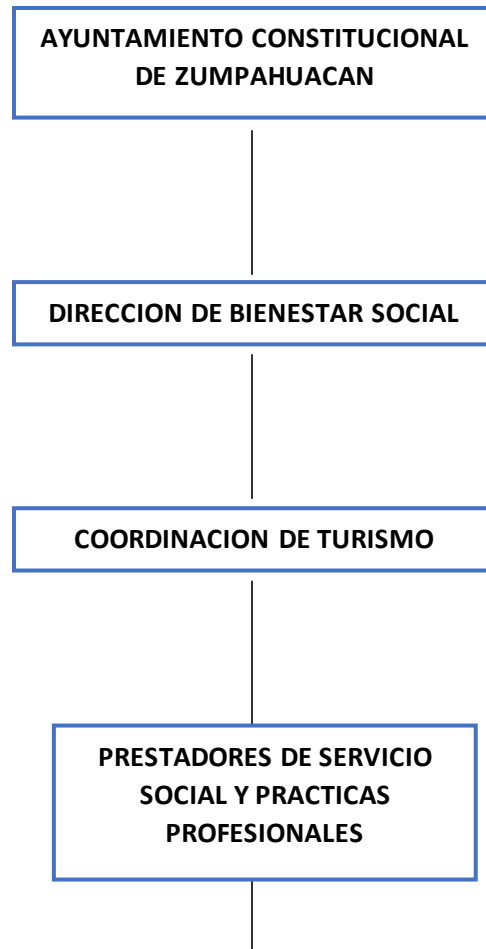 AYUNTAMIENTO CONSTITUCIONAL
DE ZUMPAHUACAN
DIRECCION DE BIENESTAR SOCIAL
COORDINACION DE TURISMO
PRESTADORES DE SERVICIO
SOCIAL Y PRACTICAS
PROFESIONALES